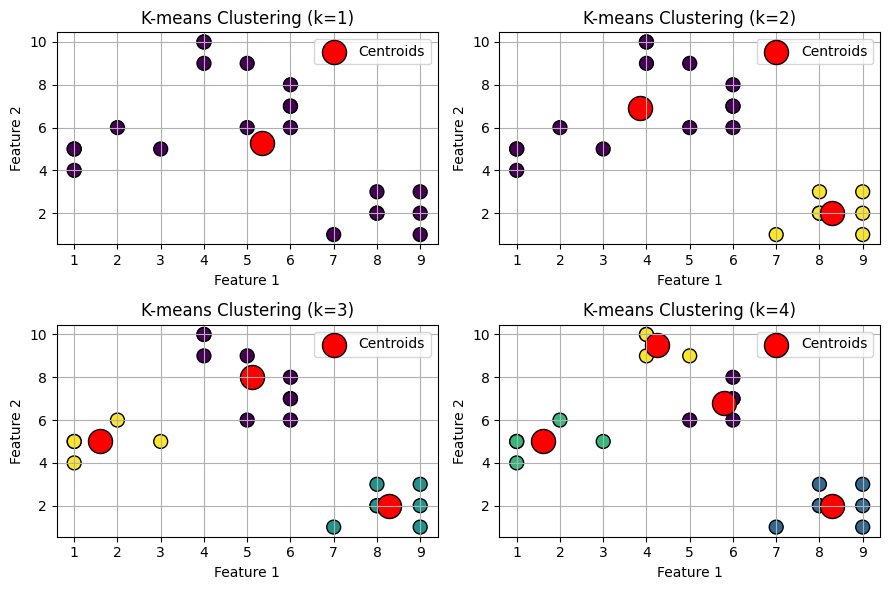 K-means Clustering (k=1)
Centroids
10
8
6
4
2
Feature 2
1 2 3 4 5 6 7 8 9
Feature 1
K-means Clustering (k=2)
Centroids
10
8
6
4
2
Feature 2
1 2 3 4 5 6 7 8 9
Feature 1
K-means Clustering (k=3)
Centroids
10
8
6
4
2
Feature 2
1 2 3 4 5 6 7 8 9
Feature 1
K-means Clustering (k=4)
Centroids
10
8
6
4
2
Feature 2
1 2 3 4 5 6 7 8 9
Feature 1